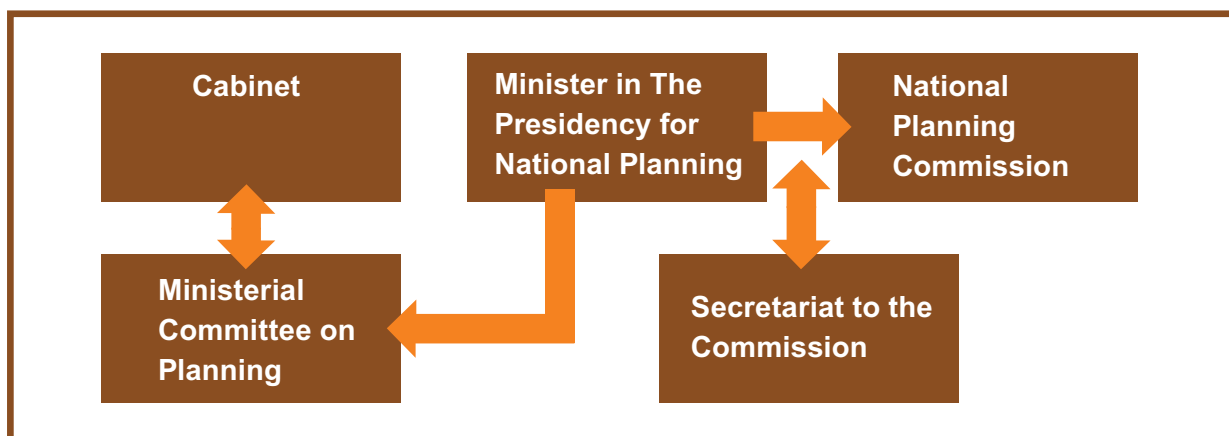 Cabinet
Minister in The
Presidency for
National Planning
National
Planning
Commission
Ministerial
Committee on
Planning
Secretariat to the
Commission